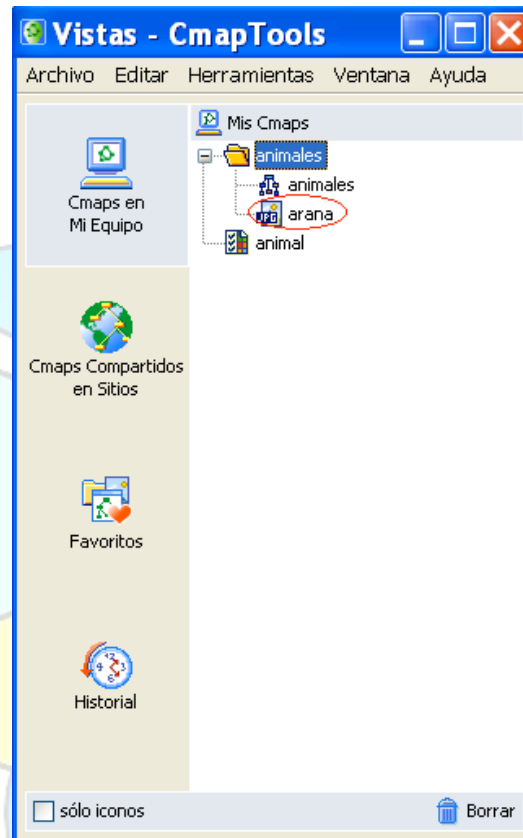 Vistas - CmapTools
Archivo Editar Herramientas Ventana Ayuda
Mis Cmaps
animales
animales
JPG arana
animal
Cmaps en
Mi Equipo
Cmaps Compartidos
en Sitios
Favoritos
Historial
sólo iconos
Borrar